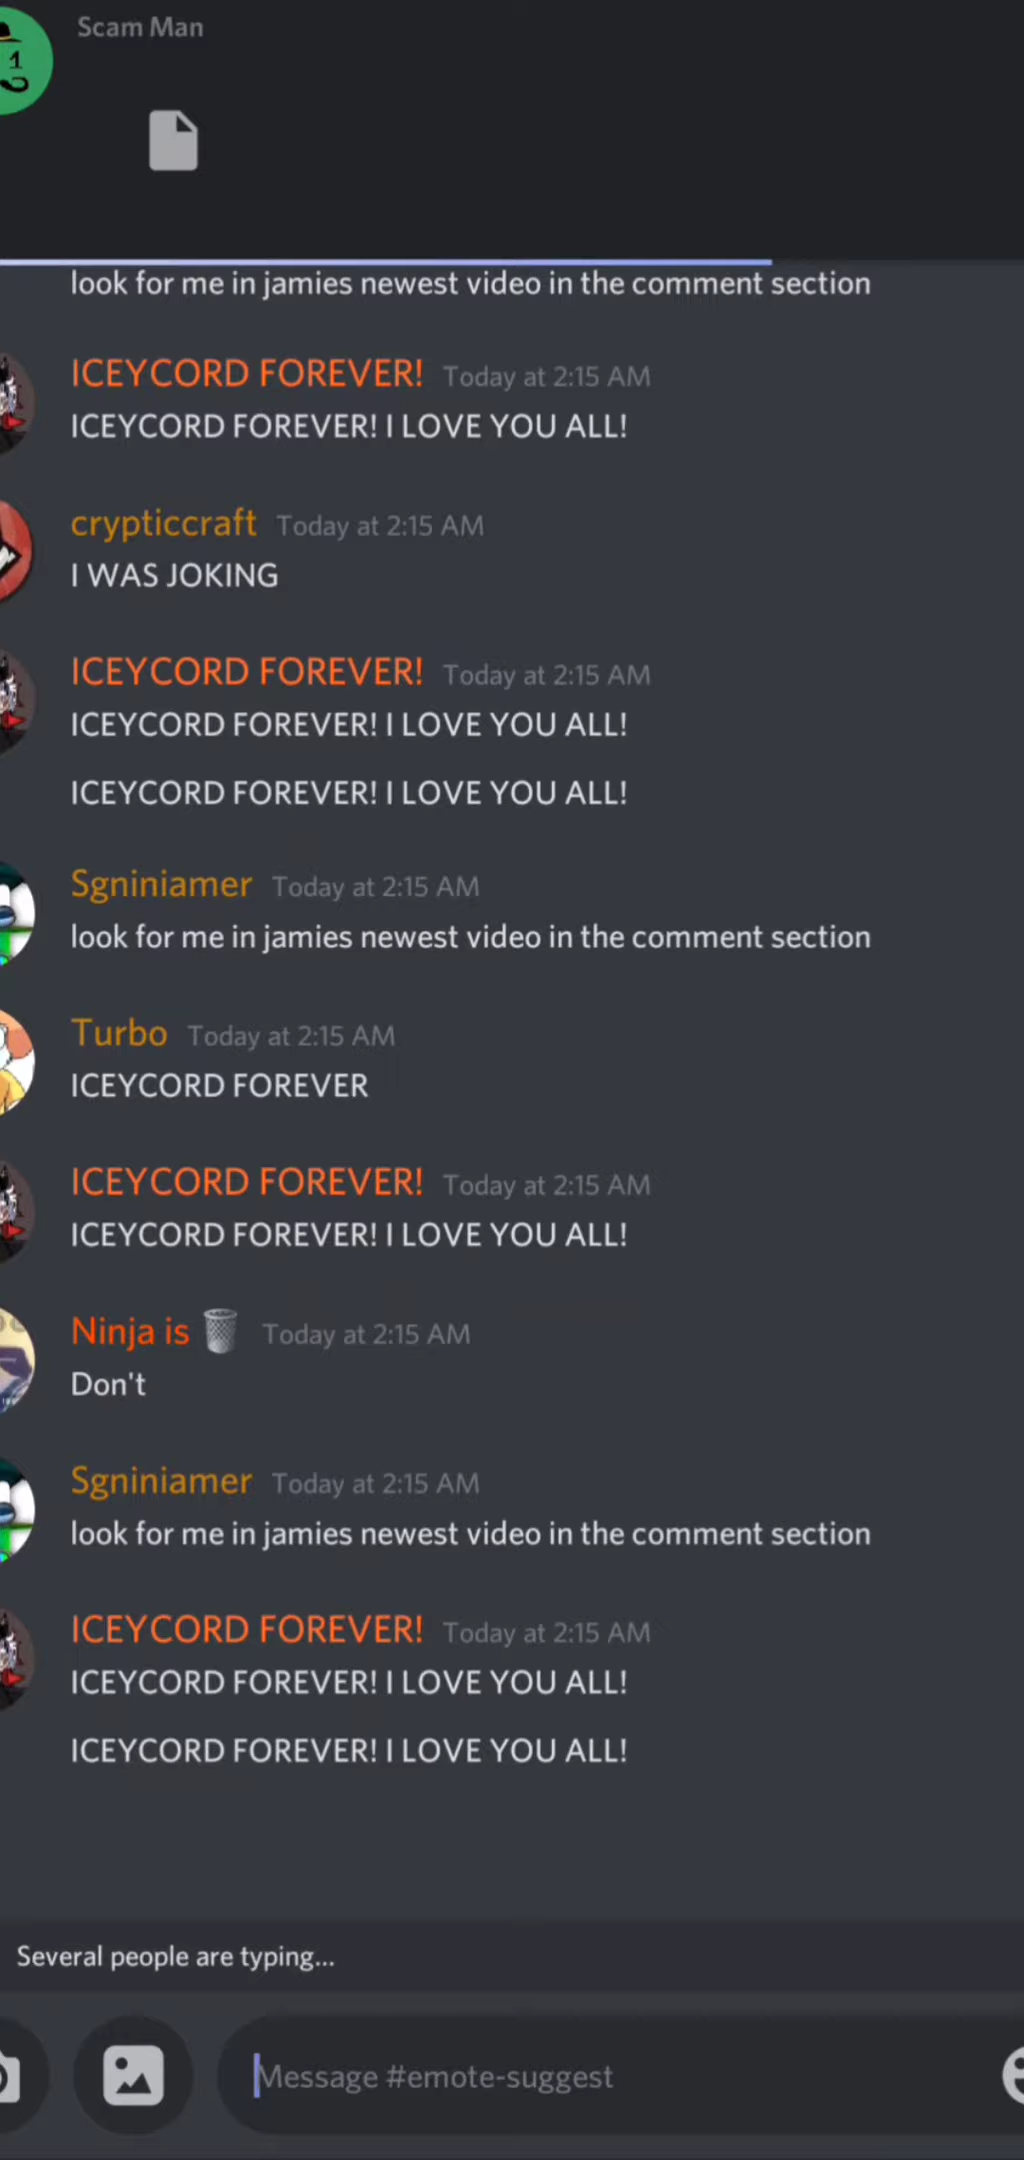 Scam Man
1
look for me in jamies newest video in the comment section
ICEYCORD FOREVER! Today at 2:15 AM
ICEYCORD FOREVER! I LOVE YOU ALL!
crypticcraft Today at 2:15 AM
I WAS JOKING
ICEYCORD FOREVER! Today at 2:15 AM
ICEYCORD FOREVER! I LOVE YOU ALL!
ICEYCORD FOREVER! I LOVE YOU ALL!
Sgniniamer Today at 2:15 AM
look for me in jamies newest video in the comment section
Turbo Today at 2:15 AM
ICEYCORD FOREVER
ICEYCORD FOREVER! Today at 2:15 AM
ICEYCORD FOREVER! I LOVE YOU ALL!
Ninja is 🗑️ Today at 2:15 AM
Don't
Sgniniamer Today at 2:15 AM
look for me in jamies newest video in the comment section
ICEYCORD FOREVER! Today at 2:15 AM
ICEYCORD FOREVER! I LOVE YOU ALL!
ICEYCORD FOREVER! I LOVE YOU ALL!
Several people are typing...
Message #emote-suggest